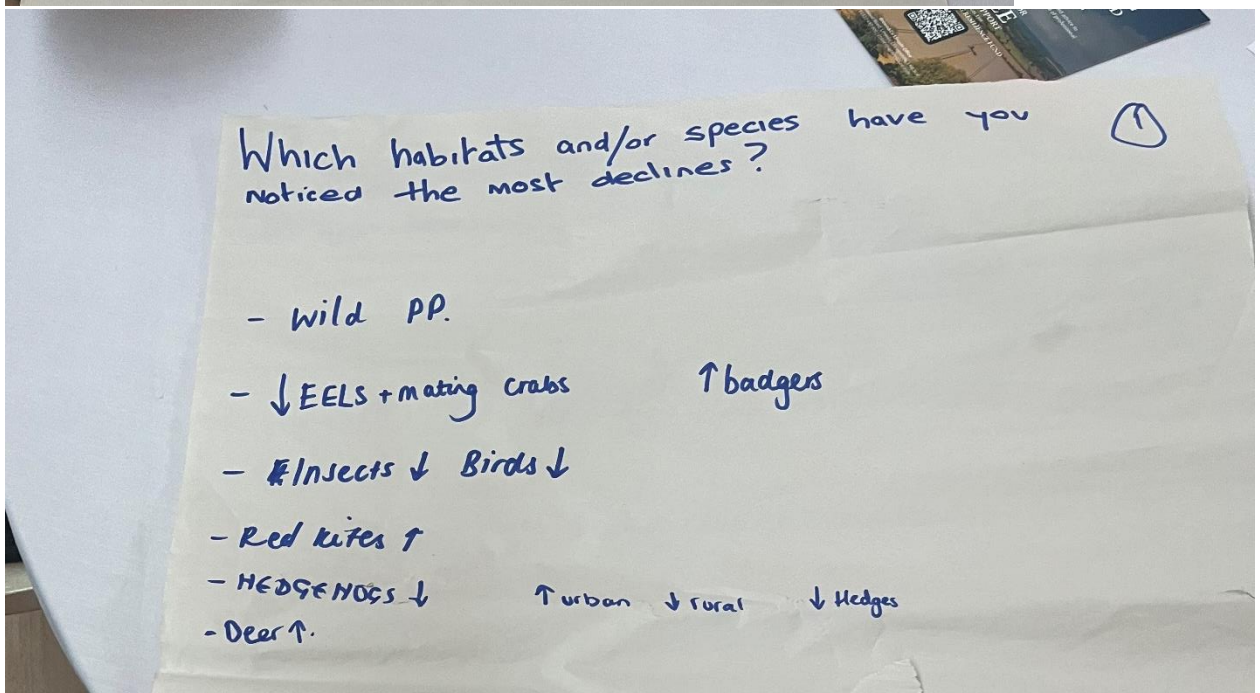 Which habitats and/or species have you
noticed the most declines?
1
- Wild PP.
- ↓ EELS + mating crabs ↑ badgers
- Insects ↓ Birds ↓
- Red kites ↑
- HEDGEHOGS ↓ ↑ urban ↓ rural ↓ Hedges
- Deer ↑.